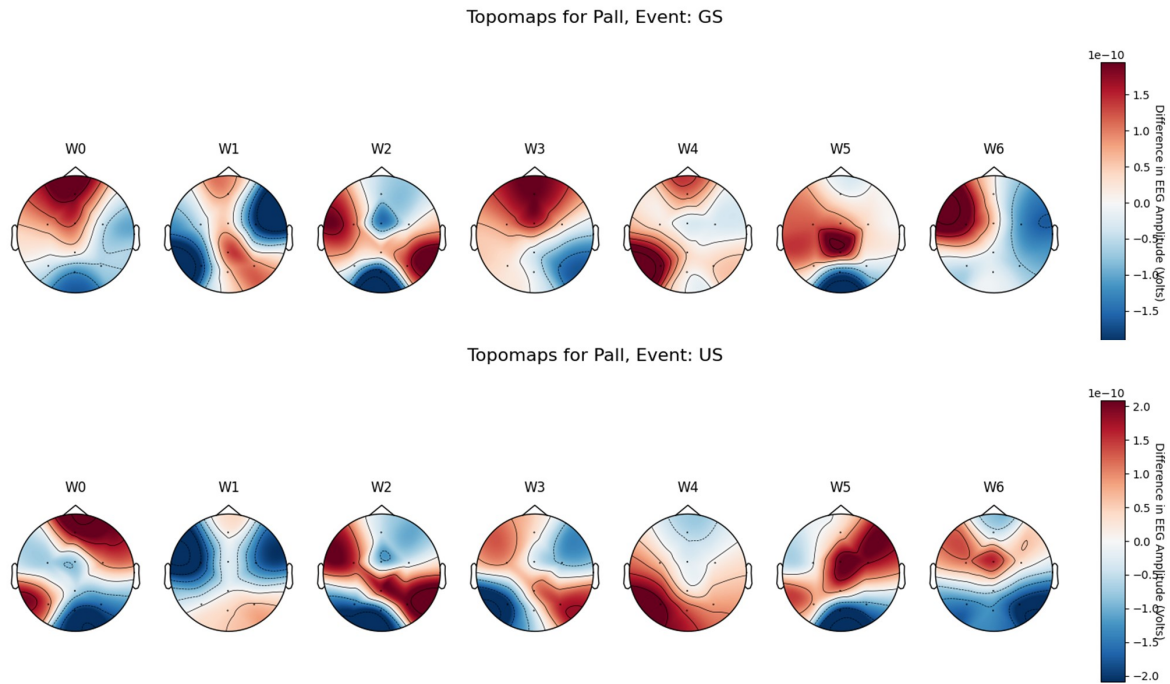 Topomaps for Pall, Event: GS
1e−10
W0 W1 W2 W3 W4 W5 W6
1.5
1.0
0.5
0.0
−0.5
−1.0
−1.5
Difference in EEG Amplitude (Volts)
Topomaps for Pall, Event: US
1e−10
W0 W1 W2 W3 W4 W5 W6
2.0
1.5
1.0
0.5
0.0
−0.5
−1.0
−1.5
−2.0
Difference in EEG Amplitude (Volts)